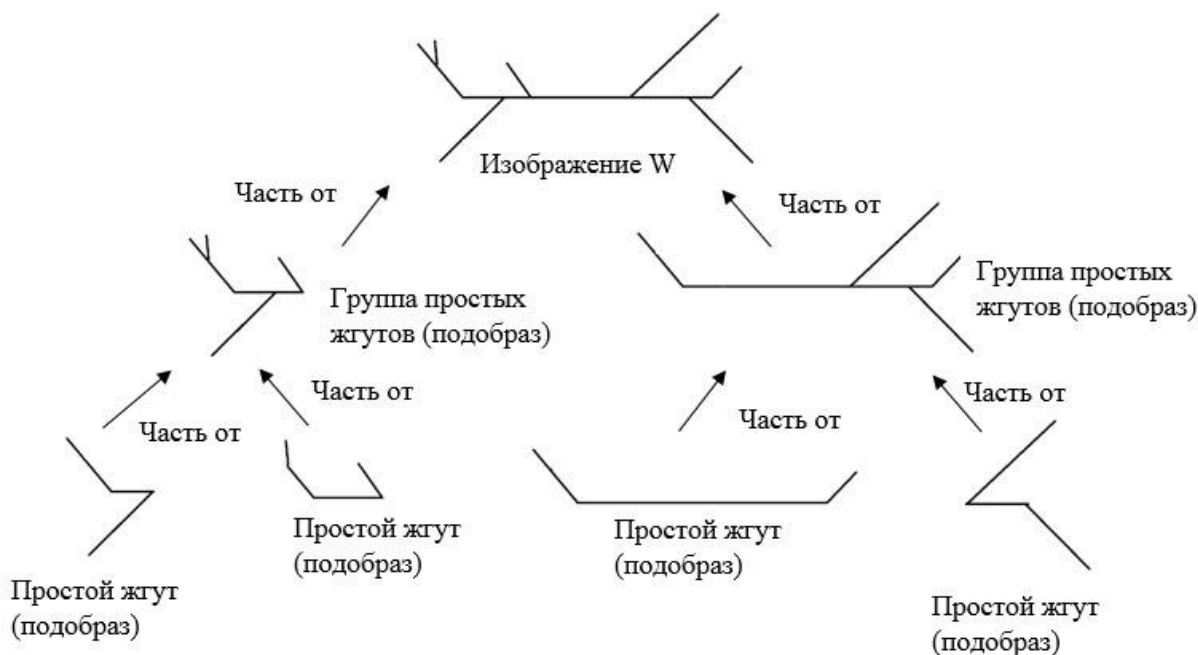 Изображение W
Часть от
Часть от
Группа простых
жгутов (подобраз)
Группа простых
жгутов (подобраз)
Часть от
Часть от
Часть от
Часть от
Простой жгут
(подобраз)
Простой жгут
(подобраз)
Простой жгут
(подобраз)
Простой жгут
(подобраз)